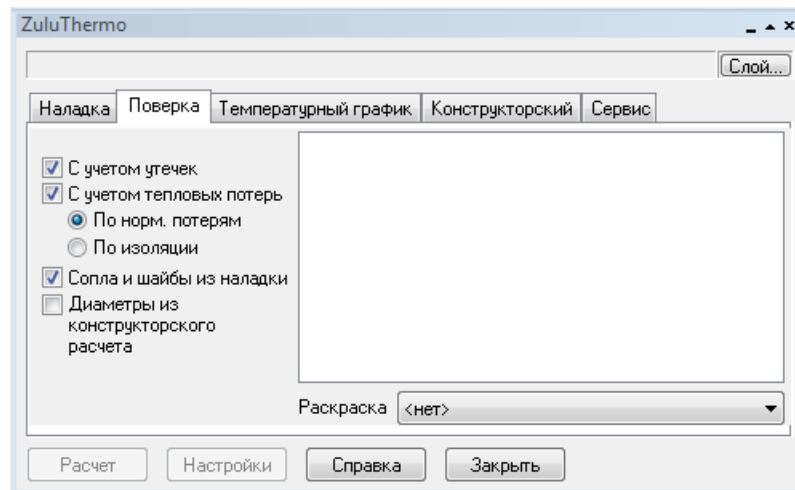 ZuluThermo
Слой...
Наладка Поверка Температурный график Конструкторский Сервис
С учетом утечек
С учетом тепловых потерь
По норм. потерям
По изоляции
Сопла и шайбы из наладки
Диаметры из
конструкторского
расчета
Раскраска <нет>
Расчет Настройки Справка Закрыть